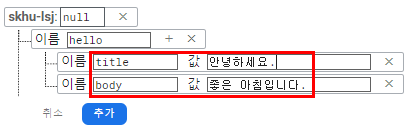 skhu-lsj: null ×
이름 hello + ×
이름 title 값 안녕하세요. ×
이름 body 값 좋은 아침입니다. ×
취소 추가